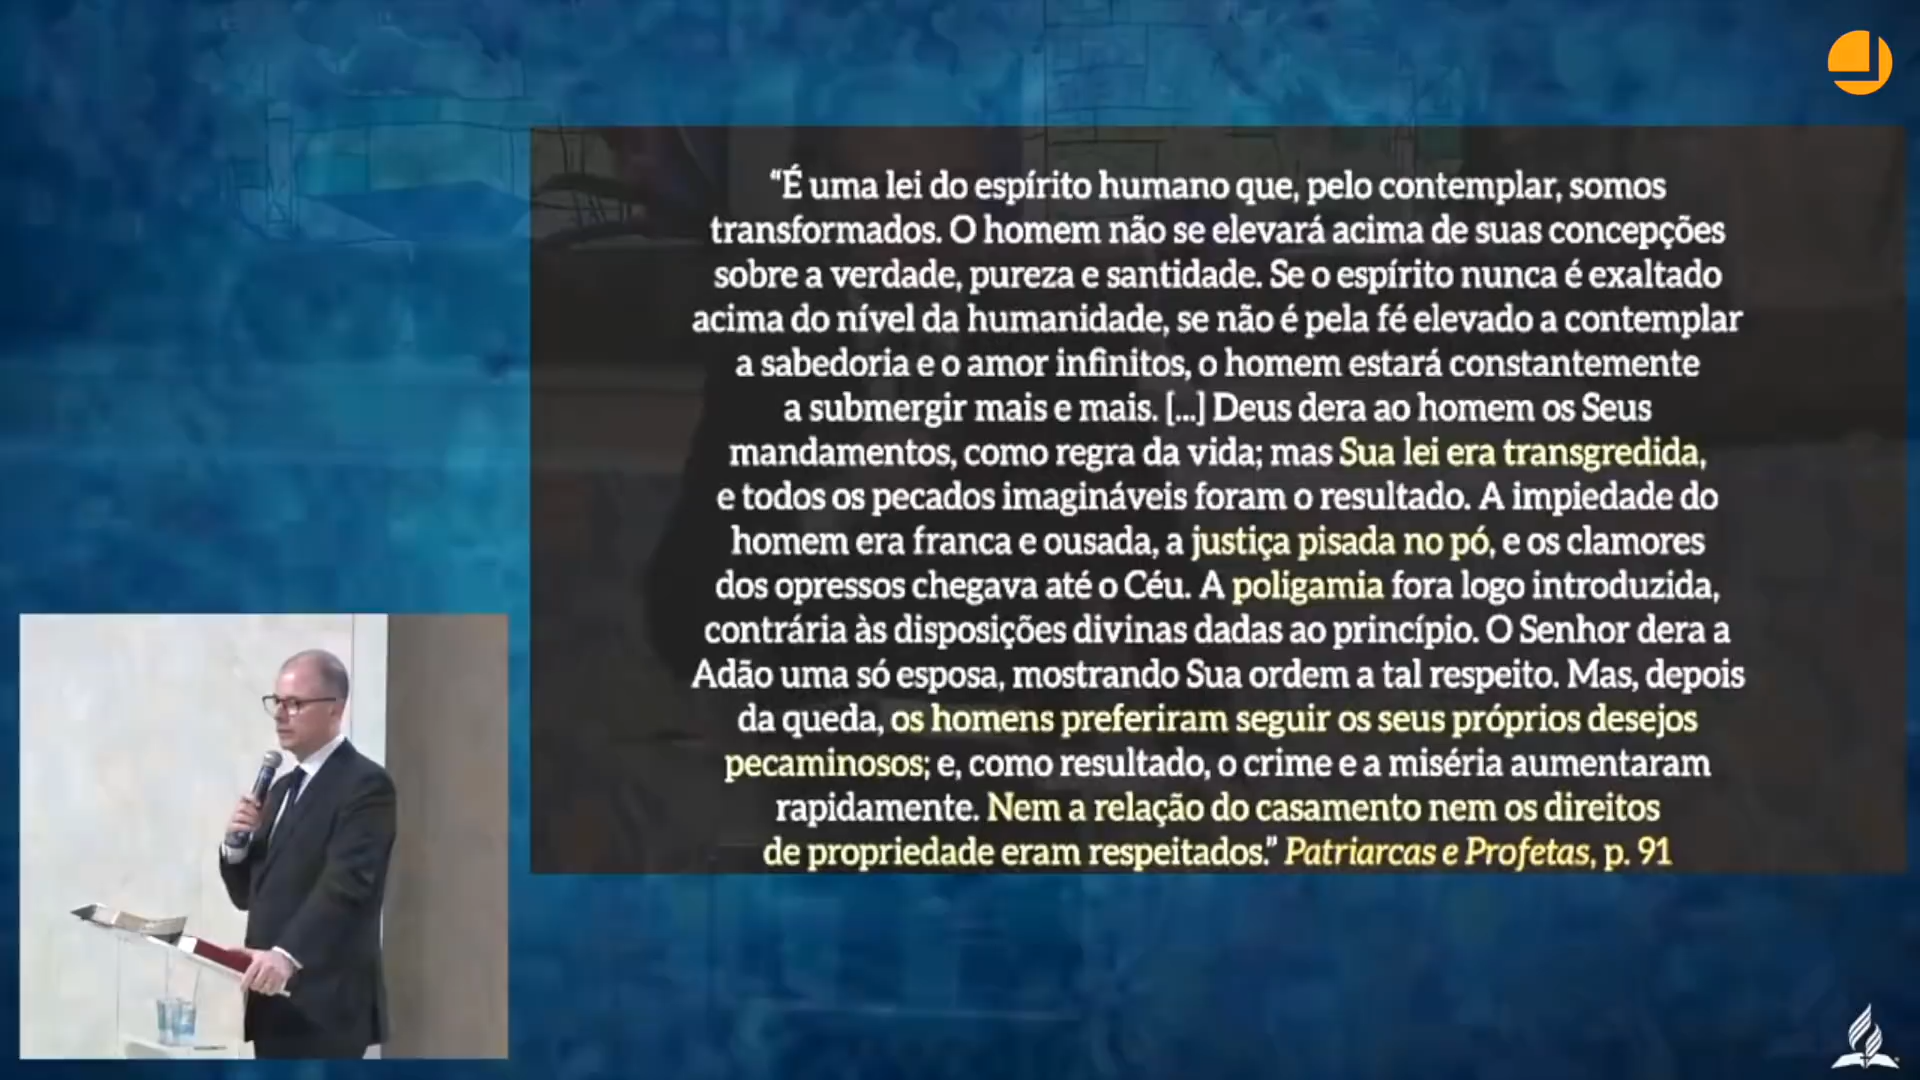 “É uma lei do espírito humano que, pelo contemplar, somos
transformados. O homem não se elevará acima de suas concepções
sobre a verdade, pureza e santidade. Se o espírito nunca é exaltado
acima do nível da humanidade, se não é pela fé elevado a contemplar
a sabedoria e o amor infinitos, o homem estará constantemente
a submergir mais e mais. [...] Deus dera ao homem os Seus
mandamentos, como regra da vida; mas Sua lei era transgredida,
e todos os pecados imagináveis foram o resultado. A impiedade do
homem era franca e ousada, a justiça pisada no pó, e os clamores
dos opressos chegava até o Céu. A poligamia fora logo introduzida,
contrária às disposições divinas dadas ao princípio. O Senhor dera a
Adão uma só esposa, mostrando Sua ordem a tal respeito. Mas, depois
da queda, os homens preferiram seguir os seus próprios desejos
pecaminosos; e, como resultado, o crime e a miséria aumentaram
rapidamente. Nem a relação do casamento nem os direitos
de propriedade eram respeitados.” Patriarcas e Profetas, p. 91